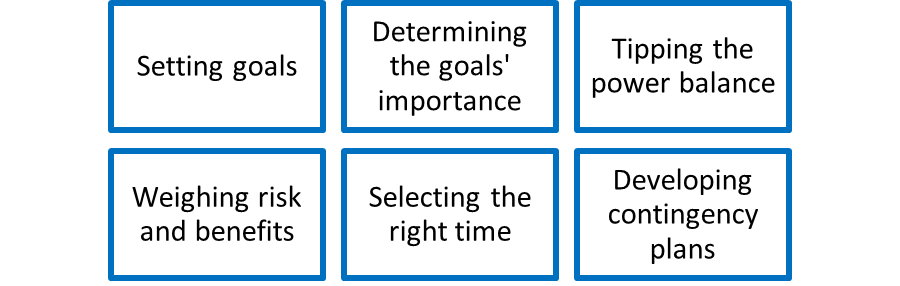 Setting goals
Determining
the goals'
importance
Tipping the
power balance
Weighing risk
and benefits
Selecting the
right time
Developing
contingency
plans